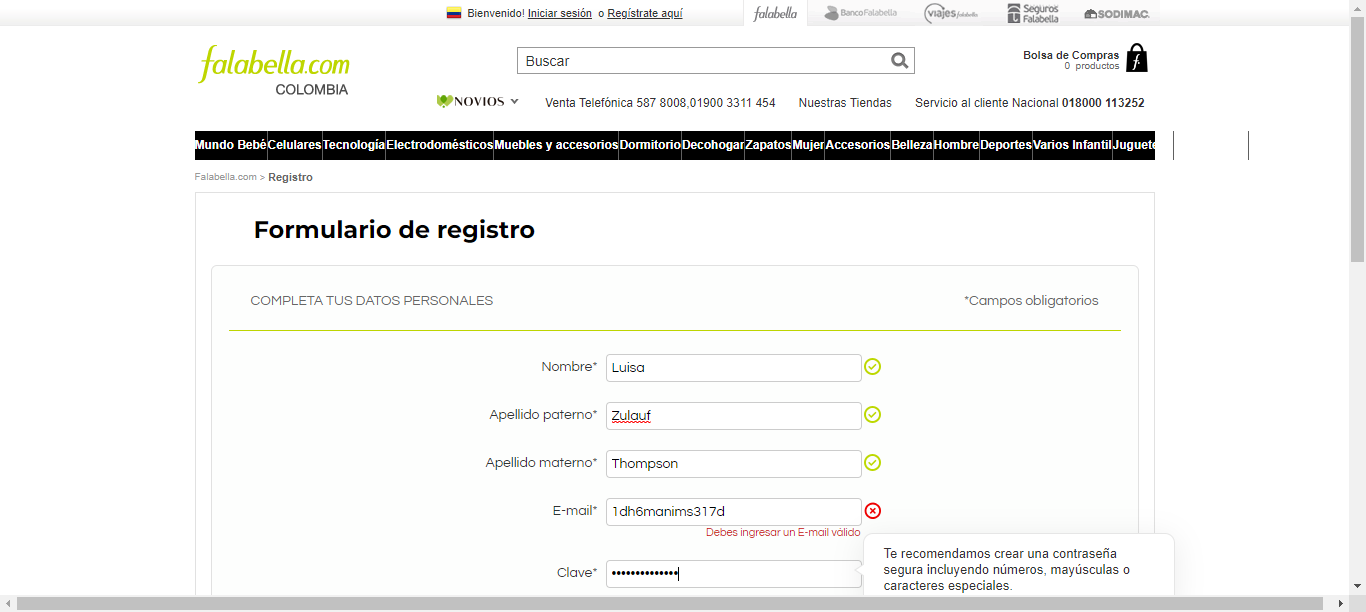 Bienvenido! Iniciar sesión o Regístrate aquí
falabella
BancoFalabella
viajes falabella
Seguros Falabella
SODIMAC
falabella.com
COLOMBIA
Buscar
Bolsa de Compras
0 productos
NOVIOS
Venta Telefónica 587 8008,01900 3311 454
Nuestras Tiendas
Servicio al cliente Nacional 018000 113252
Mundo Bebé Celulares Tecnología Electrodomésticos Muebles y accesorios Dormitorio Decohogar Zapatos Mujer Accesorios Belleza Hombre Deportes Varios Infantil Juguete
Falabella.com > Registro
Formulario de registro
COMPLETA TUS DATOS PERSONALES
*Campos obligatorios
Nombre* Luisa
Apellido paterno* Zulauf
Apellido materno* Thompson
E-mail* 1dh6manims317d
Debes ingresar un E-mail válido
Clave* ••••••••••••••
Te recomendamos crear una contraseña
segura incluyendo números, mayúsculas o
caracteres especiales.